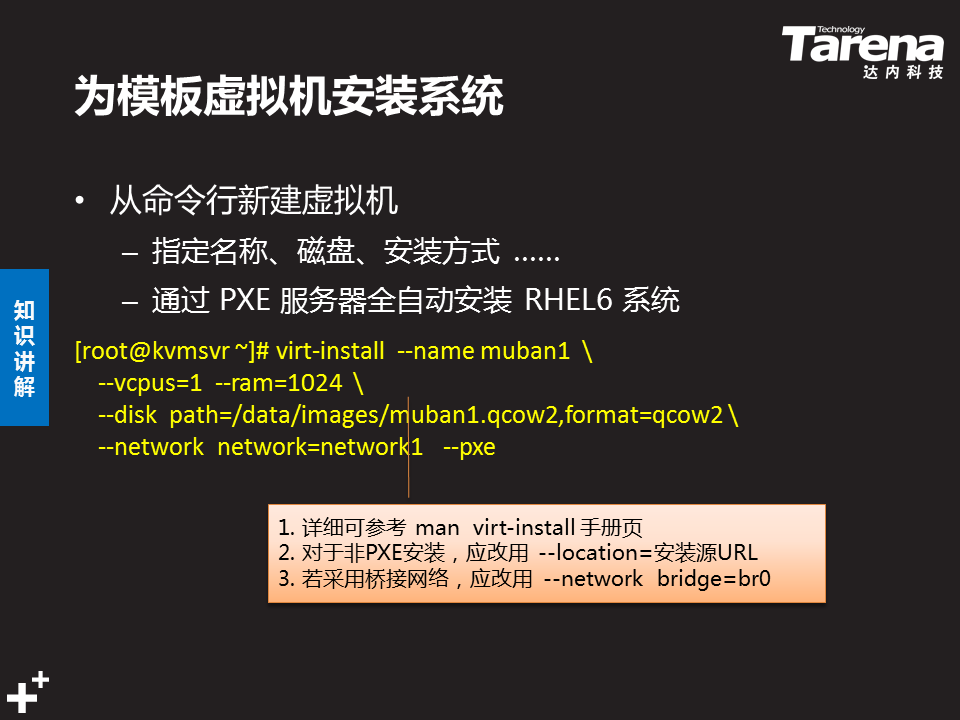 Technology
Tarena
达内科技
为模板虚拟机安装系统
• 从命令行新建虚拟机
– 指定名称、磁盘、安装方式 ……
– 通过 PXE 服务器全自动安装 RHEL6 系统
知识讲解
[root@kvmsvr ~]# virt-install --name muban1 \
--vcpus=1 --ram=1024 \
--disk path=/data/images/muban1.qcow2,format=qcow2 \
--network network=network1 --pxe
1. 详细可参考 man virt-install 手册页
2. 对于非PXE安装，应改用 --location=安装源URL
3. 若采用桥接网络，应改用 --network bridge=br0